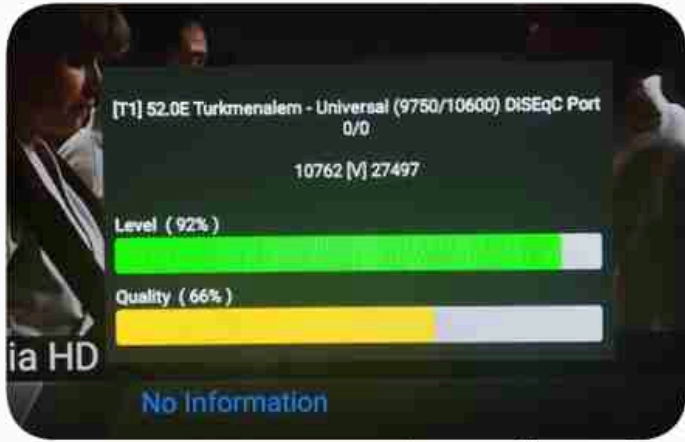 [T1] 52.0E Turkmenalem - Universal (9750/10600) DiSEqC Port
0/0
10762 [V] 27497
Level ( 92% )
Quality ( 66% )
ia HD
No Information